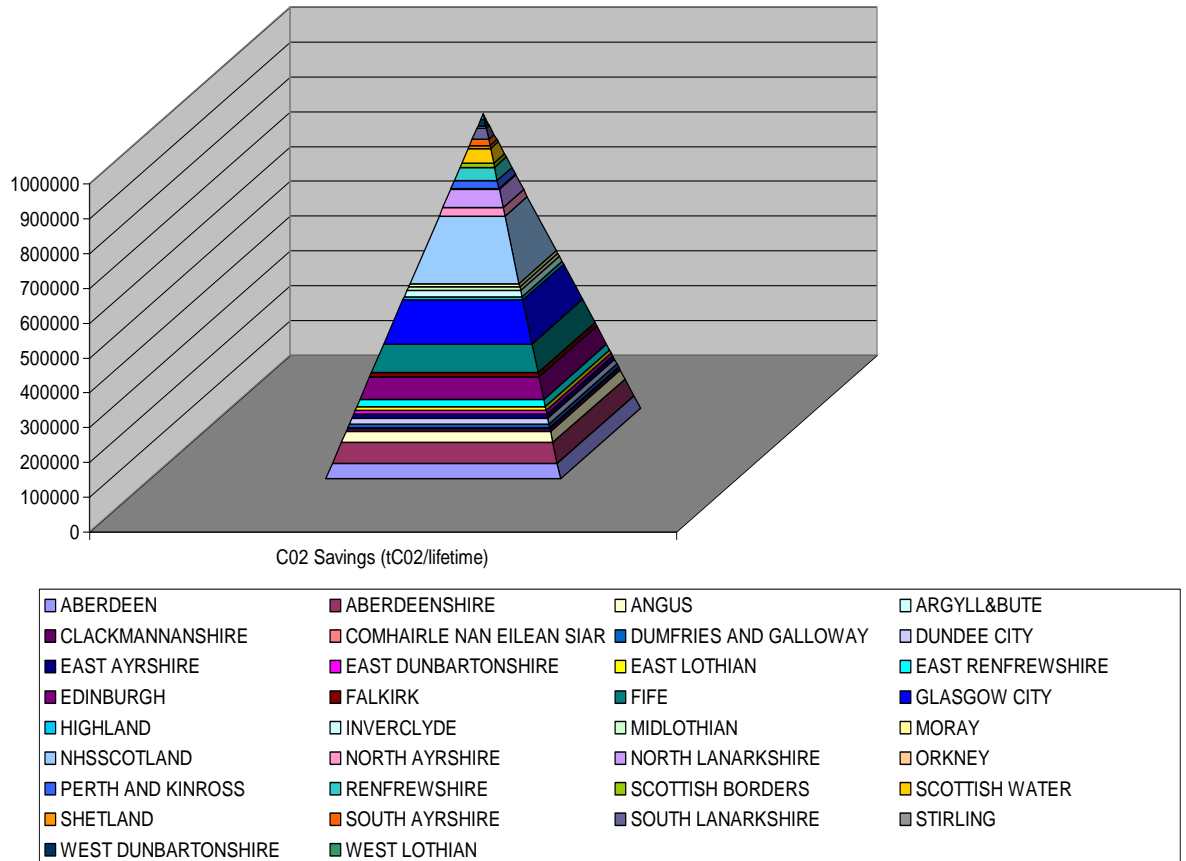 1000000
900000
800000
700000
600000
500000
400000
300000
200000
100000
0
C02 Savings (tC02/lifetime)
ABERDEEN ABERDEENSHIRE ANGUS ARGYLL&BUTE
CLACKMANNANSHIRE COMHAIRLE NAN EILEAN SIAR DUMFRIES AND GALLOWAY DUNDEE CITY
EAST AYRSHIRE EAST DUNBARTONSHIRE EAST LOTHIAN EAST RENFREWSHIRE
EDINBURGH FALKIRK FIFE GLASGOW CITY
HIGHLAND INVERCLYDE MIDLOTHIAN MORAY
NHSSCOTLAND NORTH AYRSHIRE NORTH LANARKSHIRE ORKNEY
PERTH AND KINROSS RENFREWSHIRE SCOTTISH BORDERS SCOTTISH WATER
SHETLAND SOUTH AYRSHIRE SOUTH LANARKSHIRE STIRLING
WEST DUNBARTONSHIRE WEST LOTHIAN